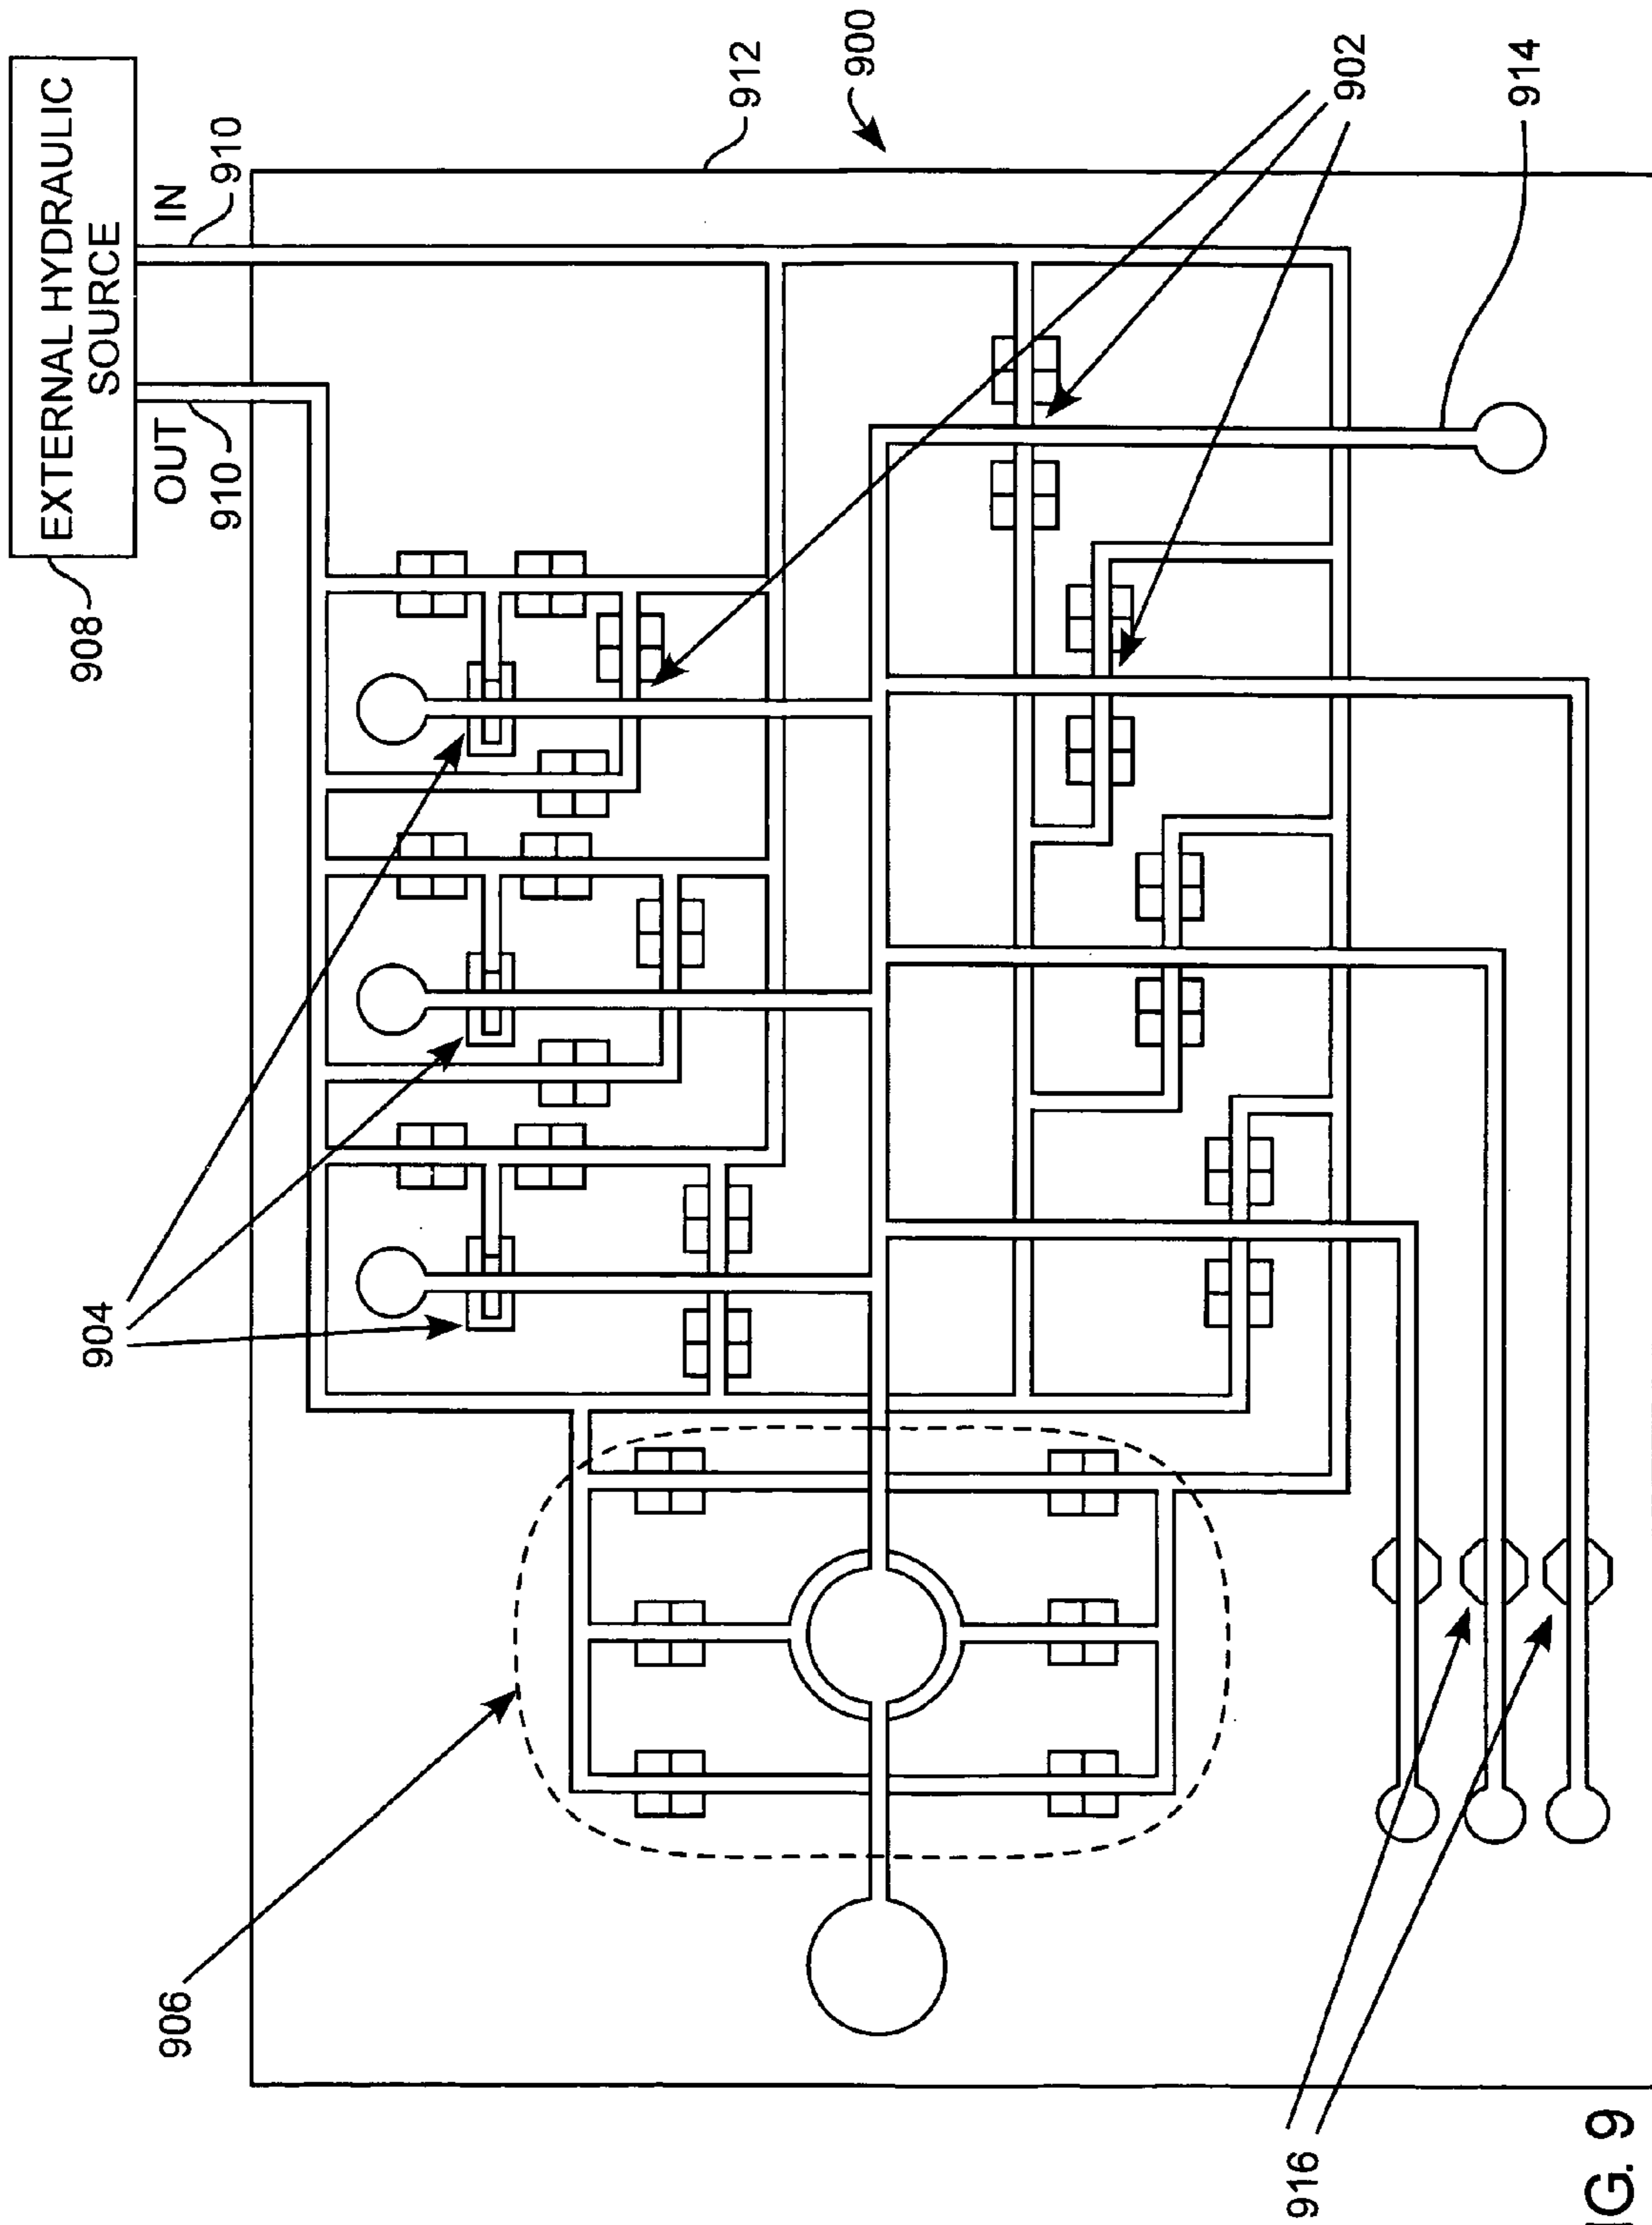 EXTERNAL HYDRAULIC
SOURCE
908
OUT
IN
910
910
912
900
904
902
906
914
916
IG. 9